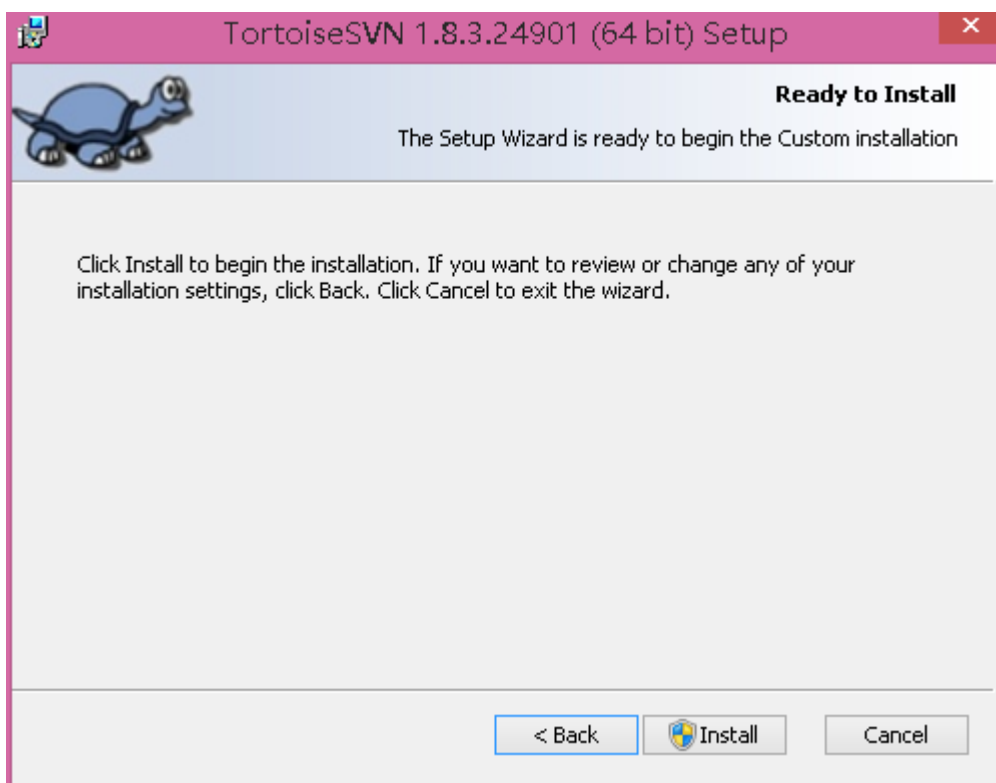 TortoiseSVN 1.8.3.24901 (64 bit) Setup
Ready to Install
The Setup Wizard is ready to begin the Custom installation
Click Install to begin the installation. If you want to review or change any of your
installation settings, click Back. Click Cancel to exit the wizard.
< Back
Install
Cancel